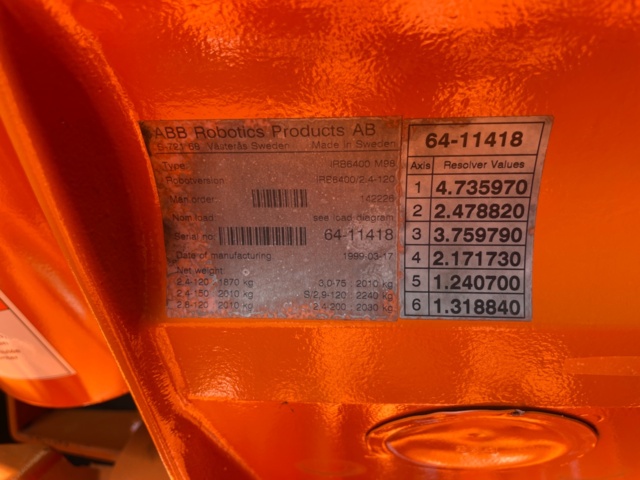 ABB Robotics Products AB
S-721 68 Västerås Sweden Made in Sweden
Type: IRB6400 M98
Robotversion: IRB6400/2.4-120
Man order: 142226
Nom load: see load diagram
Serial no: 64-11418
Date of manufacturing: 1999-03-17
Net weight:
2.4-120 : 1870 kg 3.0-75 : 2010 kg
2.4-150 : 2010 kg S/2.9-120 : 2240 kg
2.8-120 : 2010 kg 2.4-200 : 2030 kg
64-11418
Axis Resolver Values
1 4.735970
2 2.478820
3 3.759790
4 2.171730
5 1.240700
6 1.318840